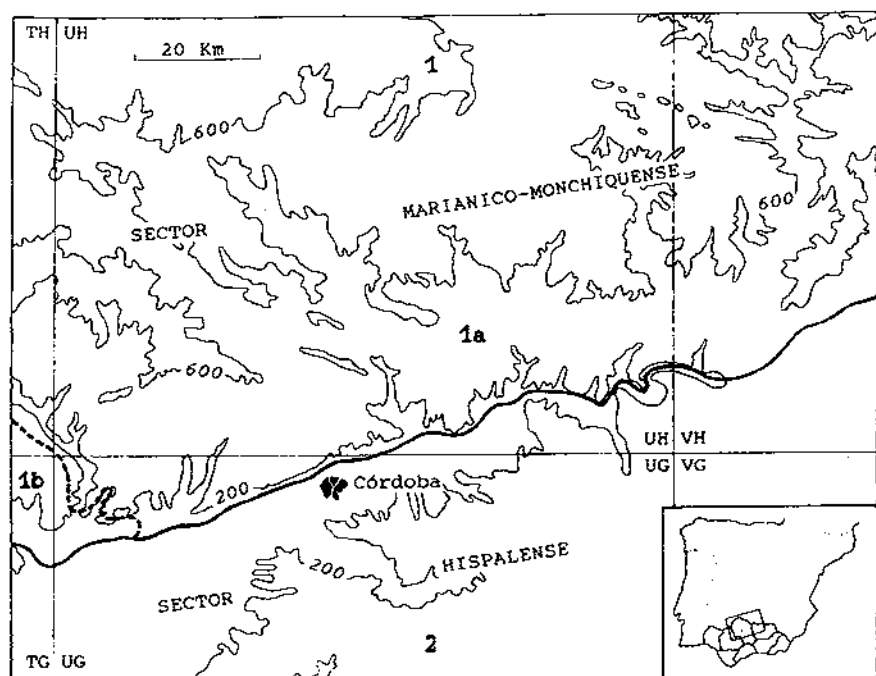 TH UH
20 Km
1
600
MARIANICO-MONCHIQUENSE
600
SECTOR
1a
600
UH VH
UG VG
1b
200
Córdoba
HISPALENSE
200
SECTOR
2
TG UG